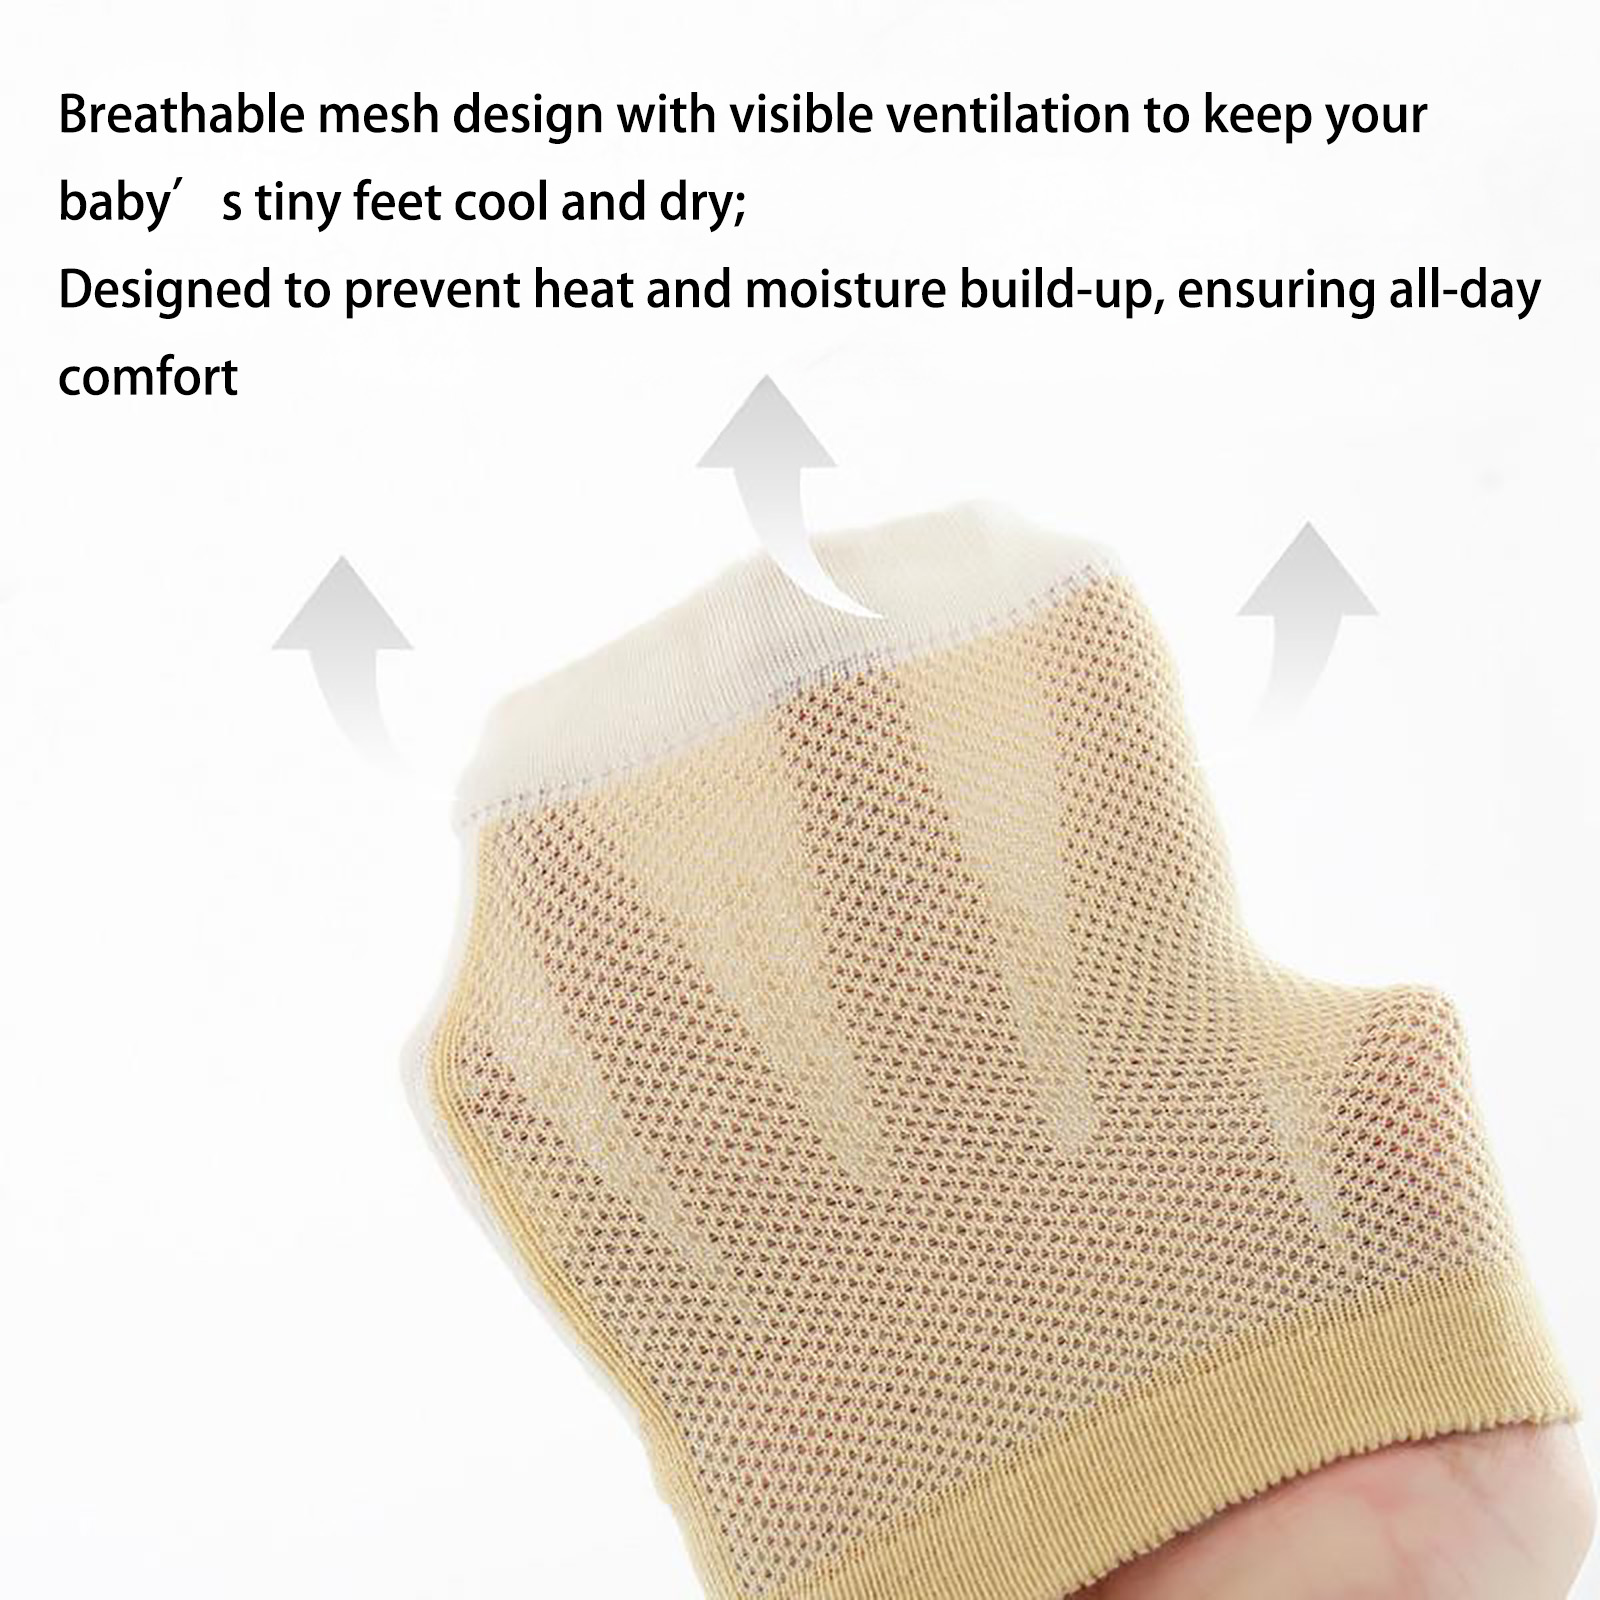 Breathable mesh design with visible ventilation to keep your
baby′ s tiny feet cool and dry;
Designed to prevent heat and moisture build-up, ensuring all-day
comfort